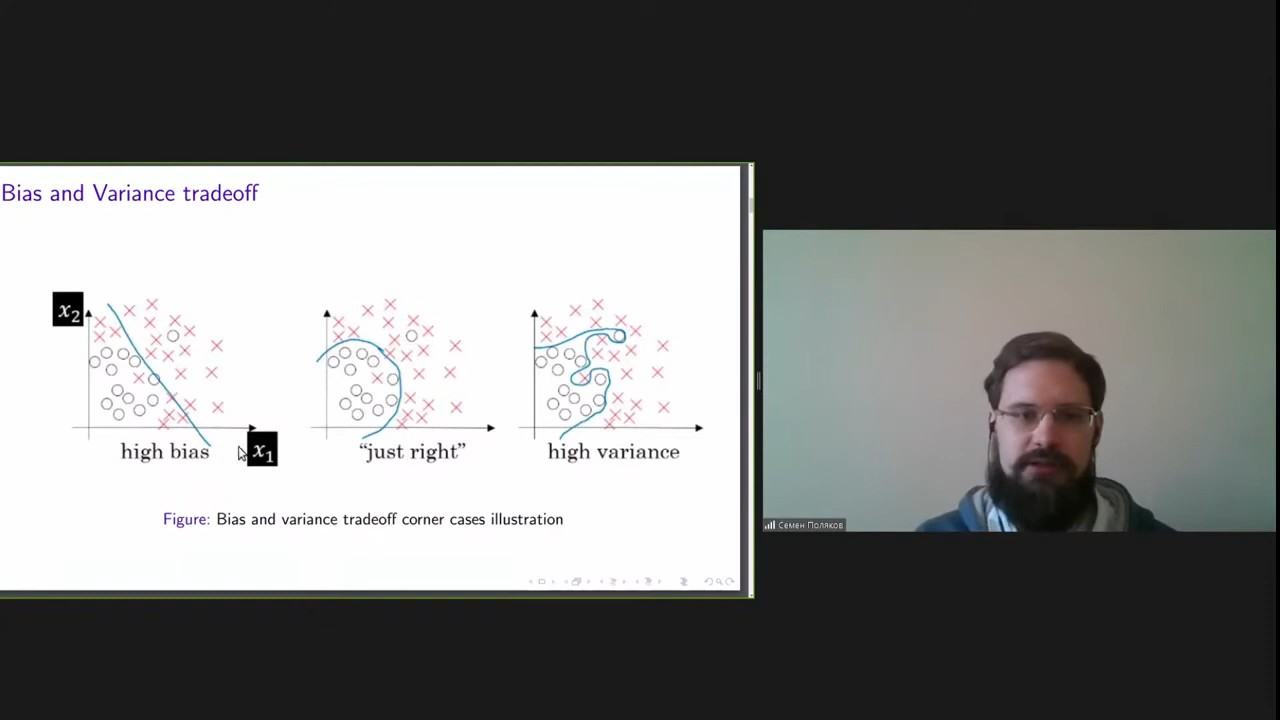 Bias and Variance tradeoff
x₂
x₁
high bias
“just right”
high variance
Figure: Bias and variance tradeoff corner cases illustration
Семен Поляков